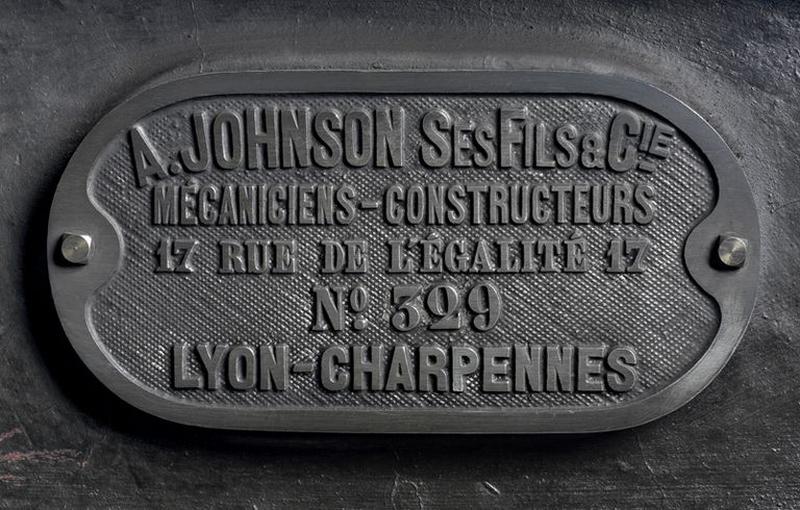 A. JOHNSON SES FILS & CIE
MÉCANICIENS-CONSTRUCTEURS
17 RUE DE L'ÉGALITÉ 17
Nº 329
LYON-CHARPENNES